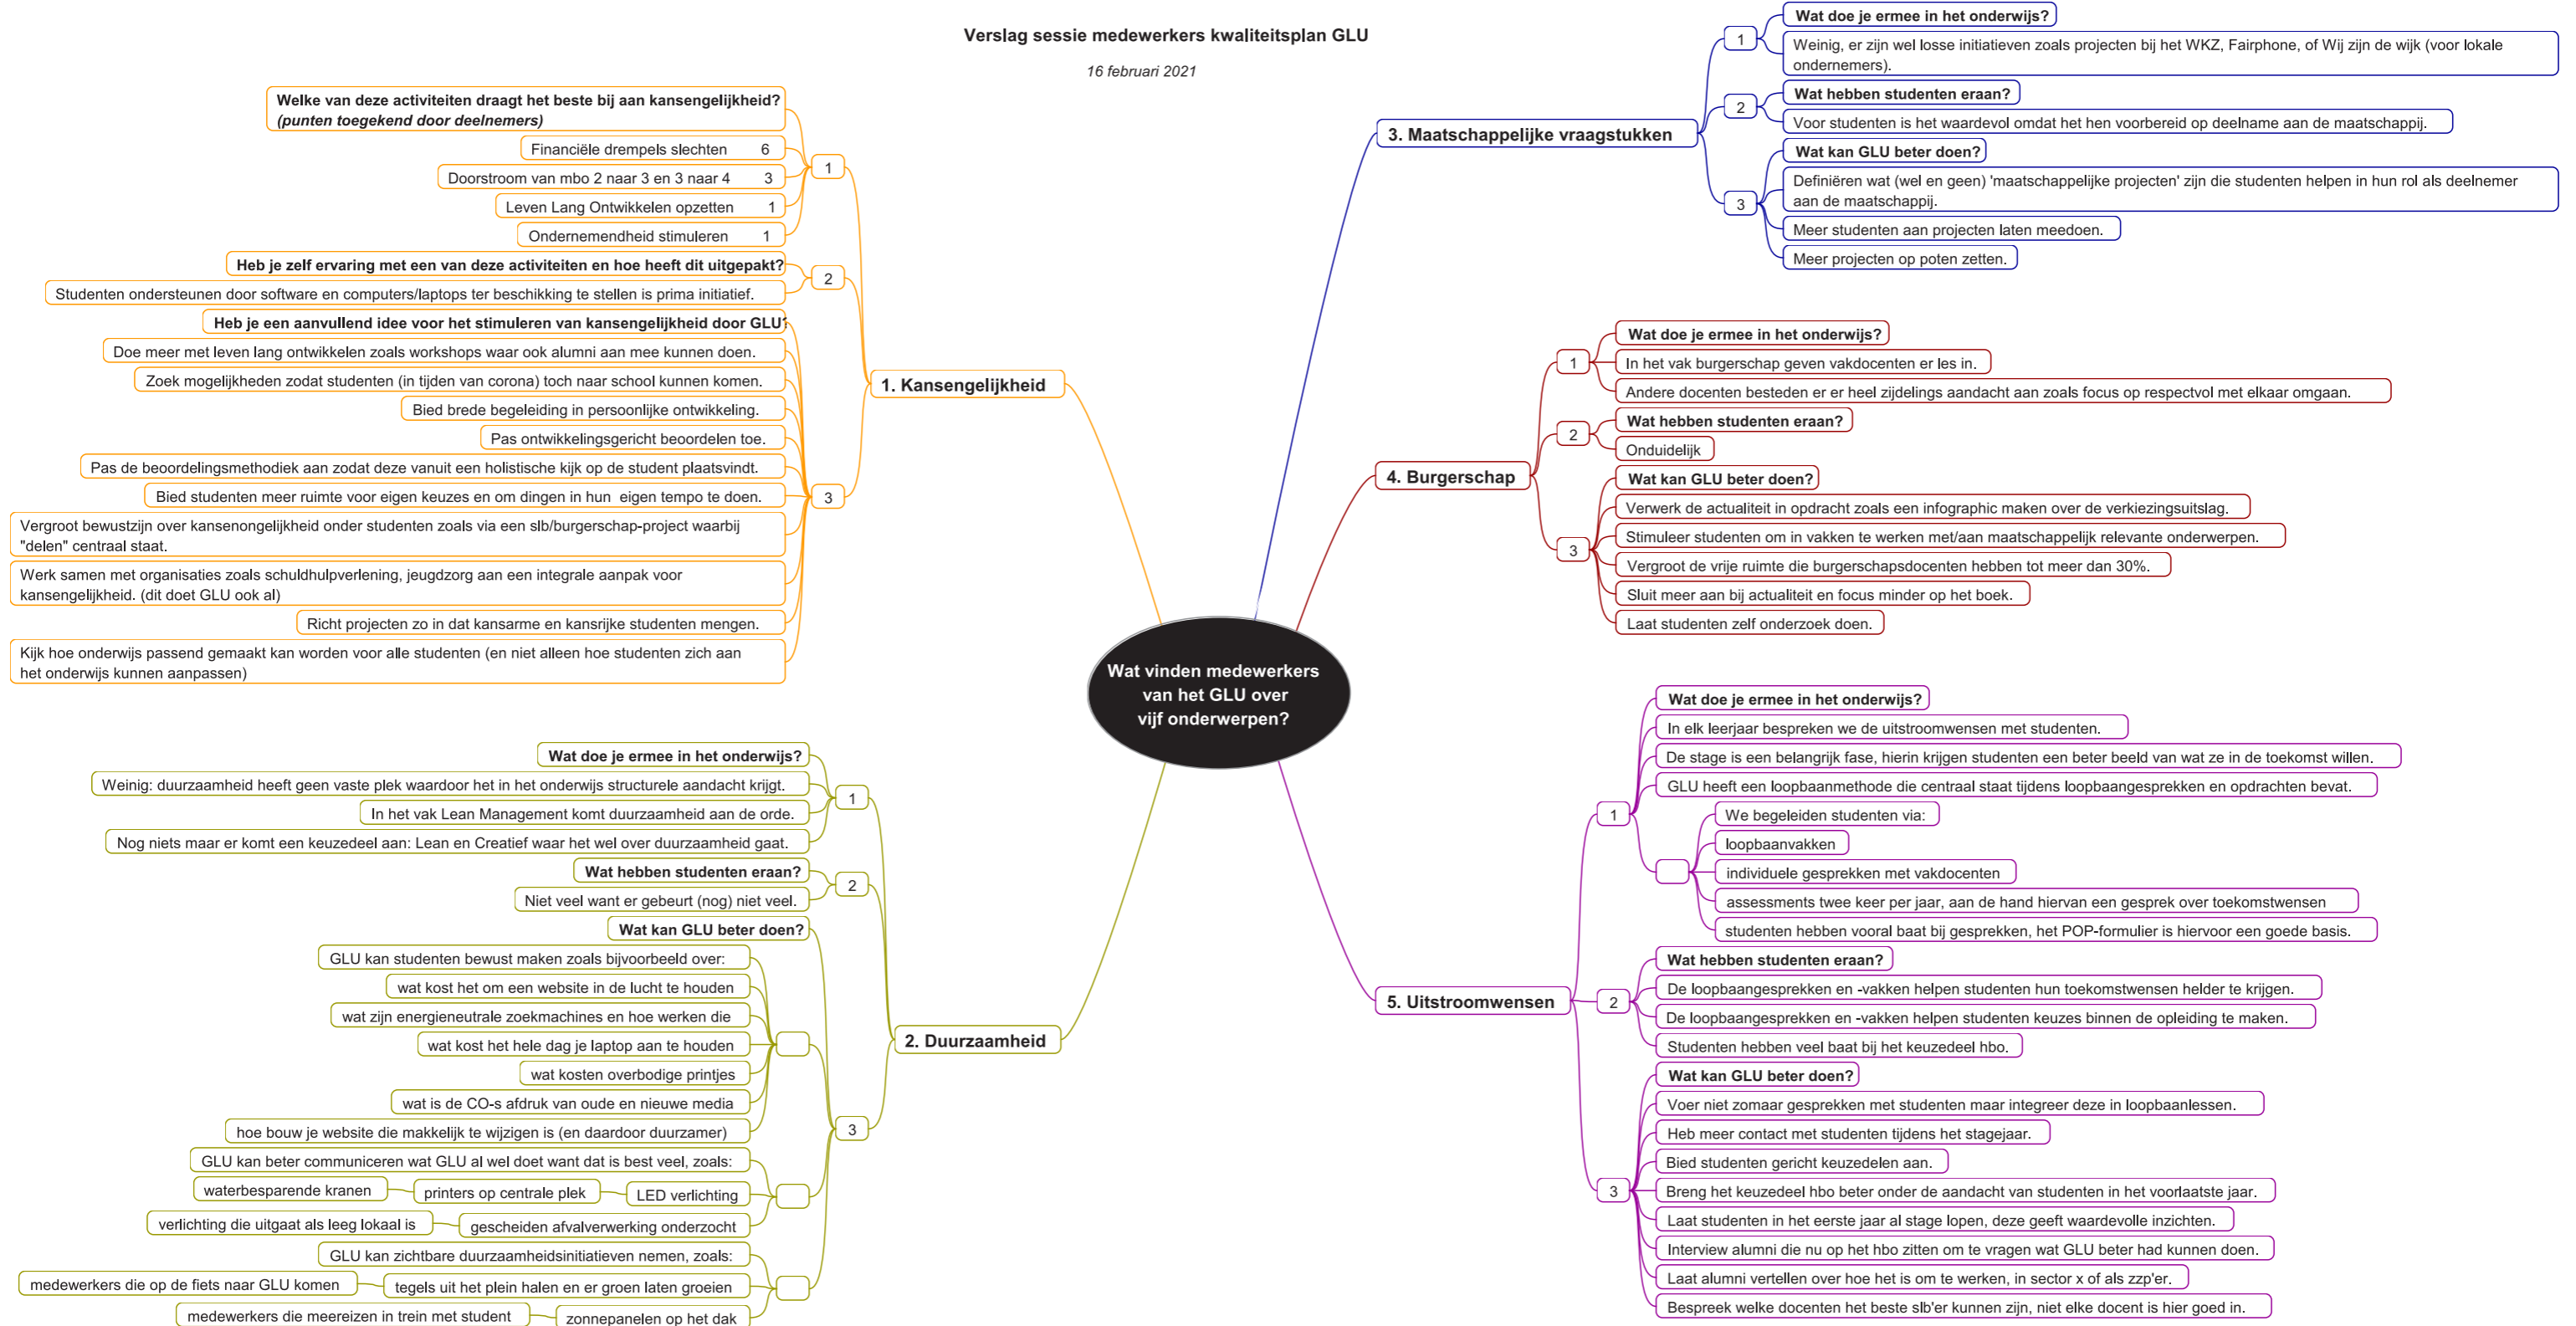 Verslag sessie medewerkers kwaliteitsplan GLU
16 februari 2021
Wat vinden medewerkers
van het GLU over
vijf onderwerpen?
1. Kansengelijkheid
1
Welke van deze activiteiten draagt het beste bij aan kansengelijkheid?
(punten toegekend door deelnemers)
Financiële drempels slechten 6
Doorstroom van mbo 2 naar 3 en 3 naar 4 3
Leven Lang Ontwikkelen opzetten 1
Ondernemendheid stimuleren 1
2
Heb je zelf ervaring met een van deze activiteiten en hoe heeft dit uitgepakt?
Studenten ondersteunen door software en computers/laptops ter beschikking te stellen is prima initiatief.
3
Heb je een aanvullend idee voor het stimuleren van kansengelijkheid door GLU?
Doe meer met leven lang ontwikkelen zoals workshops waar ook alumni aan mee kunnen doen.
Zoek mogelijkheden zodat studenten (in tijden van corona) toch naar school kunnen komen.
Bied brede begeleiding in persoonlijke ontwikkeling.
Pas ontwikkelingsgericht beoordelen toe.
Pas de beoordelingsmethodiek aan zodat deze vanuit een holistische kijk op de student plaatsvindt.
Bied studenten meer ruimte voor eigen keuzes en om dingen in hun eigen tempo te doen.
Vergroot bewustzijn over kansenongelijkheid onder studenten zoals via een slb/burgerschap-project waarbij
"delen" centraal staat.
Werk samen met organisaties zoals schuldhulpverlening, jeugdzorg aan een integrale aanpak voor
kansengelijkheid. (dit doet GLU ook al)
Richt projecten zo in dat kansarme en kansrijke studenten mengen.
Kijk hoe onderwijs passend gemaakt kan worden voor alle studenten (en niet alleen hoe studenten zich aan
het onderwijs kunnen aanpassen)
2. Duurzaamheid
1
Wat doe je ermee in het onderwijs?
Weinig: duurzaamheid heeft geen vaste plek waardoor het in het onderwijs structurele aandacht krijgt.
In het vak Lean Management komt duurzaamheid aan de orde.
Nog niets maar er komt een keuzedeel aan: Lean en Creatief waar het wel over duurzaamheid gaat.
2
Wat hebben studenten eraan?
Niet veel want er gebeurt (nog) niet veel.
3
Wat kan GLU beter doen?
GLU kan studenten bewust maken zoals bijvoorbeeld over:
wat kost het om een website in de lucht te houden
wat zijn energieneutrale zoekmachines en hoe werken die
wat kost het hele dag je laptop aan te houden
wat kosten overbodige printjes
wat is de CO-s afdruk van oude en nieuwe media
hoe bouw je website die makkelijk te wijzigen is (en daardoor duurzamer)
GLU kan beter communiceren wat GLU al wel doet want dat is best veel, zoals:
LED verlichting
printers op centrale plek
waterbesparende kranen
gescheiden afvalverwerking onderzocht
verlichting die uitgaat als leeg lokaal is
GLU kan zichtbare duurzaamheidsinitiatieven nemen, zoals:
tegels uit het plein halen en er groen laten groeien
medewerkers die op de fiets naar GLU komen
zonnepanelen op het dak
medewerkers die meereizen in trein met student
3. Maatschappelijke vraagstukken
1
Wat doe je ermee in het onderwijs?
Weinig, er zijn wel losse initiatieven zoals projecten bij het WKZ, Fairphone, of Wij zijn de wijk (voor lokale
ondernemers).
2
Wat hebben studenten eraan?
Voor studenten is het waardevol omdat het hen voorbereid op deelname aan de maatschappij.
3
Wat kan GLU beter doen?
Definiëren wat (wel en geen) 'maatschappelijke projecten' zijn die studenten helpen in hun rol als deelnemer
aan de maatschappij.
Meer studenten aan projecten laten meedoen.
Meer projecten op poten zetten.
4. Burgerschap
1
Wat doe je ermee in het onderwijs?
In het vak burgerschap geven vakdocenten er les in.
Andere docenten besteden er er heel zijdelings aandacht aan zoals focus op respectvol met elkaar omgaan.
2
Wat hebben studenten eraan?
Onduidelijk
3
Wat kan GLU beter doen?
Verwerk de actualiteit in opdracht zoals een infographic maken over de verkiezingsuitslag.
Stimuleer studenten om in vakken te werken met/aan maatschappelijk relevante onderwerpen.
Vergroot de vrije ruimte die burgerschapsdocenten hebben tot meer dan 30%.
Sluit meer aan bij actualiteit en focus minder op het boek.
Laat studenten zelf onderzoek doen.
5. Uitstroomwensen
1
Wat doe je ermee in het onderwijs?
In elk leerjaar bespreken we de uitstroomwensen met studenten.
De stage is een belangrijk fase, hierin krijgen studenten een beter beeld van wat ze in de toekomst willen.
GLU heeft een loopbaanmethode die centraal staat tijdens loopbaangesprekken en opdrachten bevat.
We begeleiden studenten via:
loopbaanvakken
individuele gesprekken met vakdocenten
assessments twee keer per jaar, aan de hand hiervan een gesprek over toekomstwensen
studenten hebben vooral baat bij gesprekken, het POP-formulier is hiervoor een goede basis.
2
Wat hebben studenten eraan?
De loopbaangesprekken en -vakken helpen studenten hun toekomstwensen helder te krijgen.
De loopbaangesprekken en -vakken helpen studenten keuzes binnen de opleiding te maken.
Studenten hebben veel baat bij het keuzedeel hbo.
3
Wat kan GLU beter doen?
Voer niet zomaar gesprekken met studenten maar integreer deze in loopbaanlessen.
Heb meer contact met studenten tijdens het stagejaar.
Bied studenten gericht keuzedelen aan.
Breng het keuzedeel hbo beter onder de aandacht van studenten in het voorlaatste jaar.
Laat studenten in het eerste jaar al stage lopen, deze geeft waardevolle inzichten.
Interview alumni die nu op het hbo zitten om te vragen wat GLU beter had kunnen doen.
Laat alumni vertellen over hoe het is om te werken, in sector x of als zzp'er.
Bespreek welke docenten het beste slb'er kunnen zijn, niet elke docent is hier goed in.